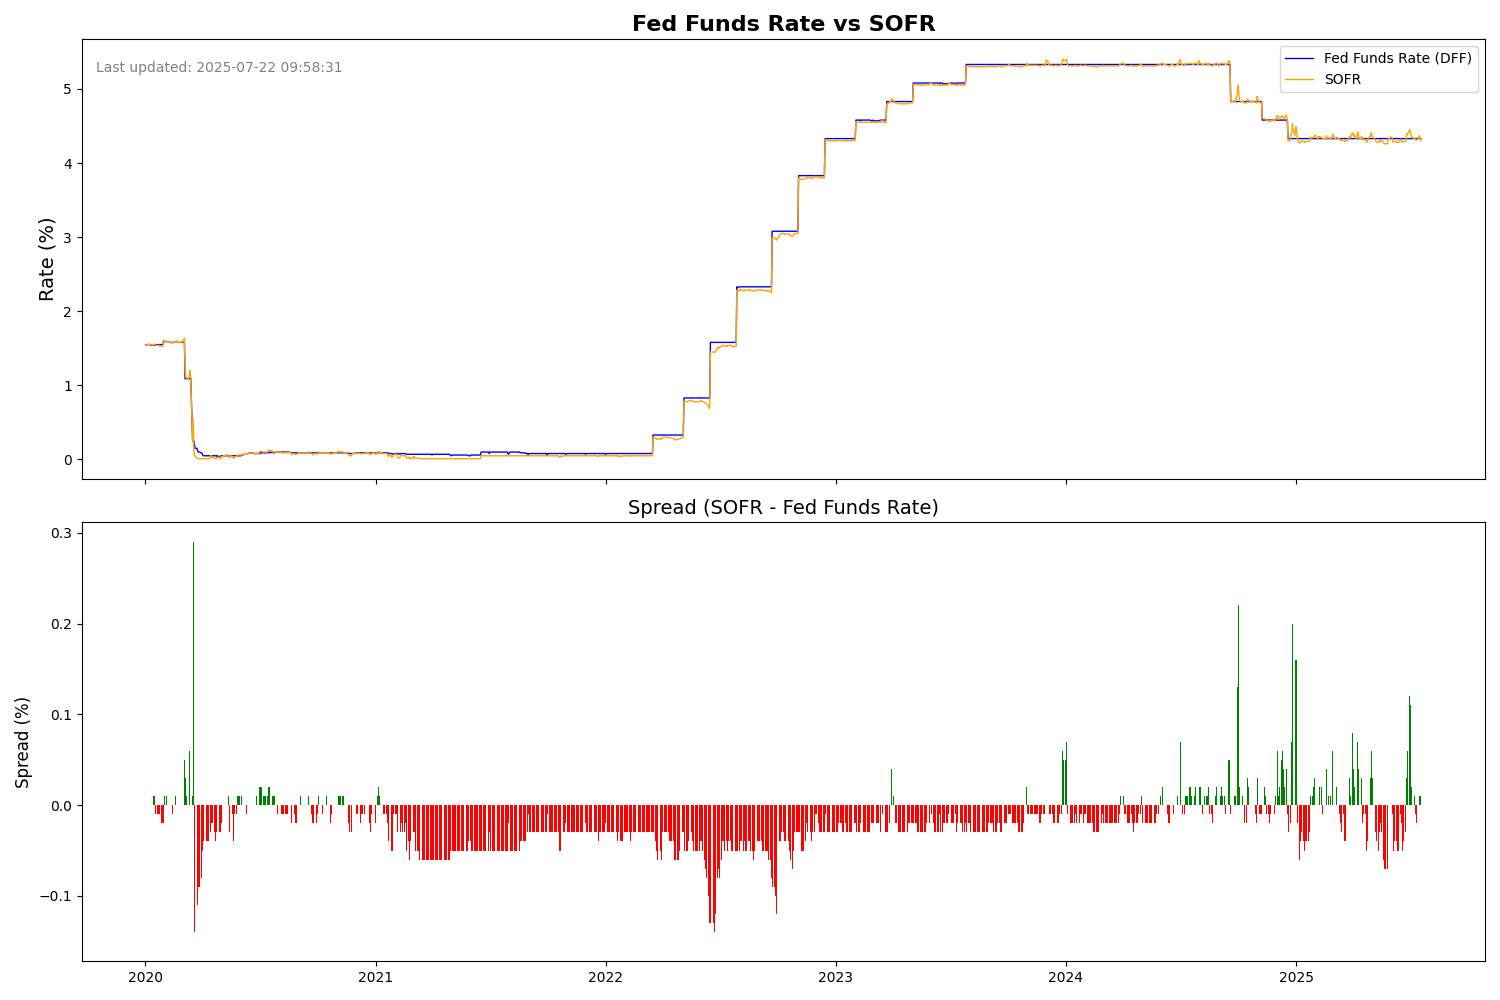 Fed Funds Rate vs SOFR
Last updated: 2025-07-22 09:58:31
Fed Funds Rate (DFF)
SOFR
Rate (%)
5
4
3
2
1
0
Spread (SOFR - Fed Funds Rate)
Spread (%)
0.3
0.2
0.1
0.0
−0.1
2020 2021 2022 2023 2024 2025